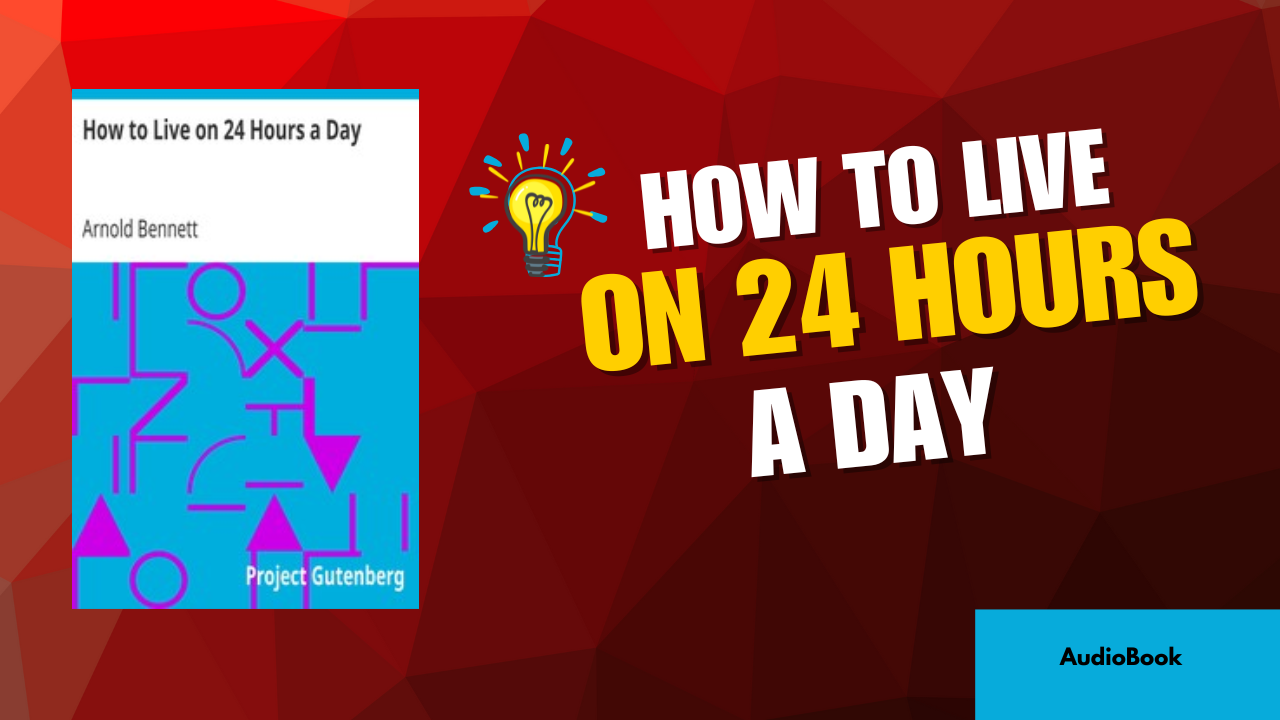 How to Live on 24 Hours a Day
Arnold Bennett
Project Gutenberg
HOW TO LIVE
ON 24 HOURS
A DAY
AudioBook